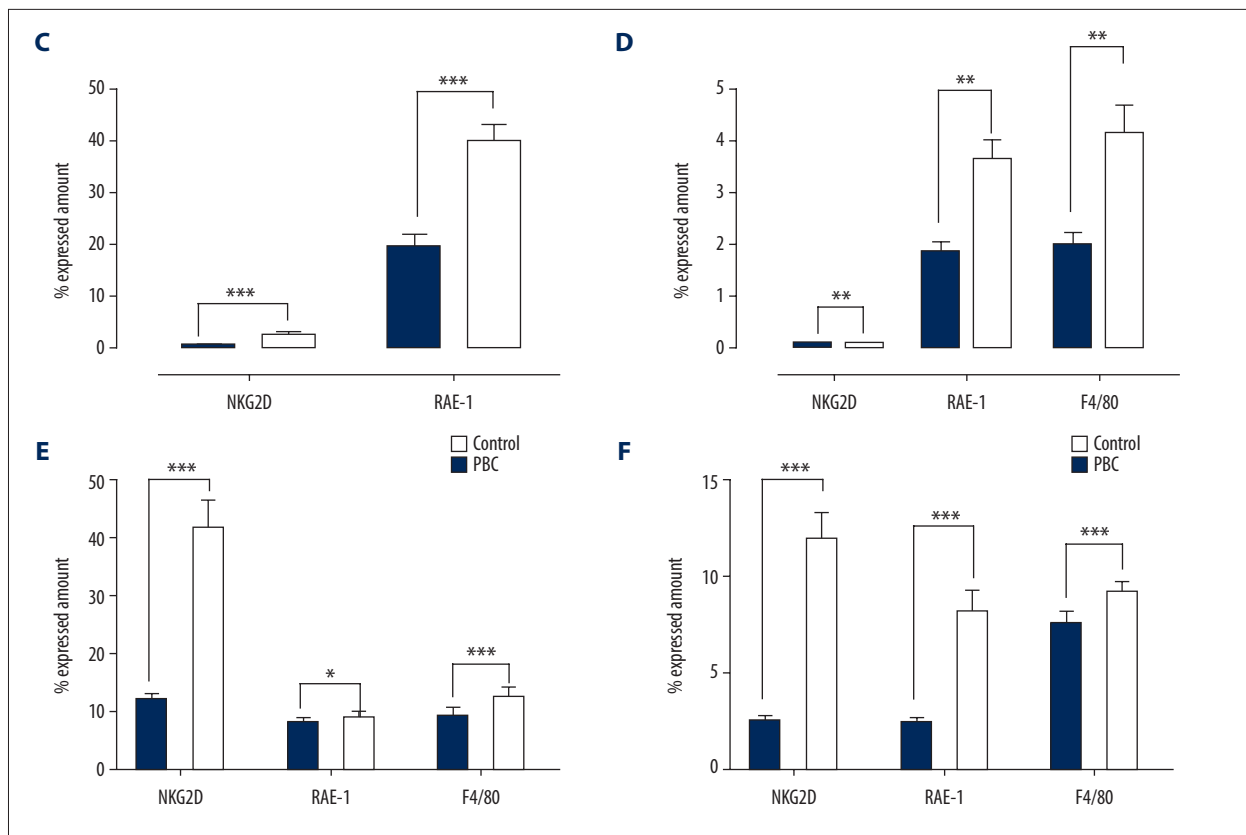 C
50
40
30
20
10
0
% expressed amount
***
***
NKG2D
RAE-1
D
5
4
3
2
1
0
% expressed amount
**
**
**
NKG2D
RAE-1
F4/80
E
Control
PBC
50
40
30
20
10
0
% expressed amount
***
*
***
NKG2D
RAE-1
F4/80
F
Control
PBC
15
10
5
0
% expressed amount
***
***
***
NKG2D
RAE-1
F4/80